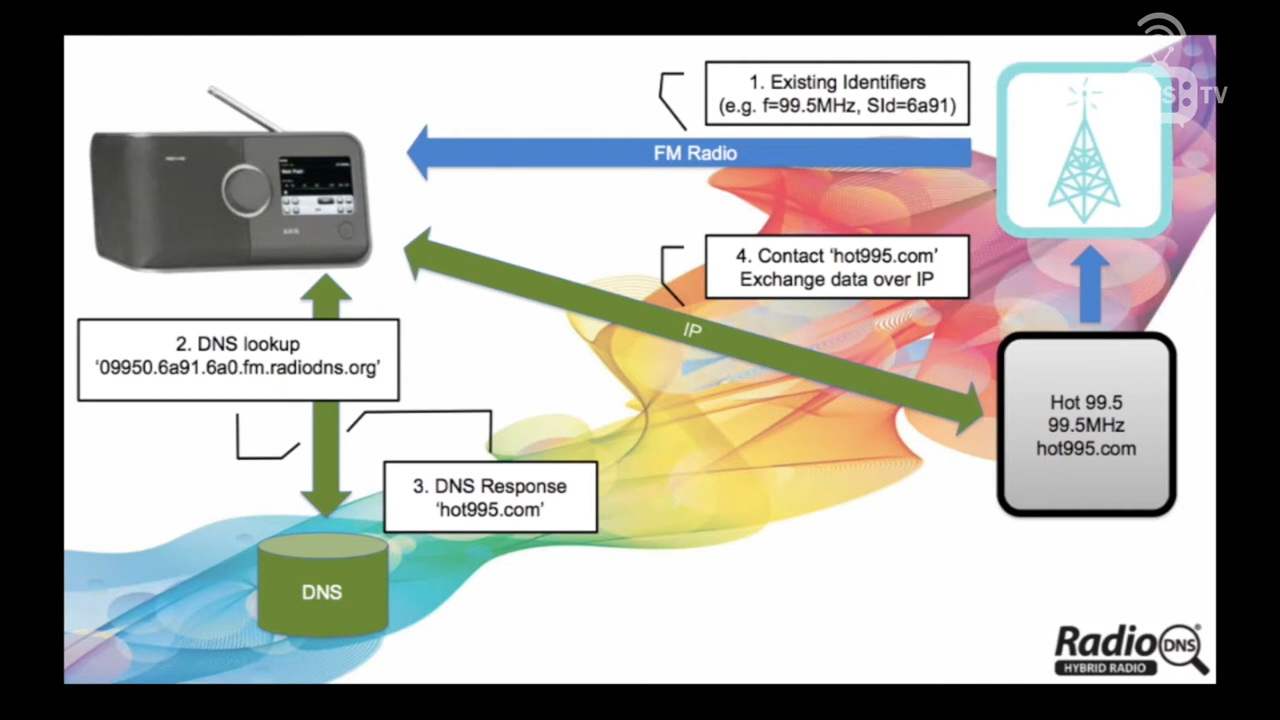 1. Existing Identifiers
(e.g. f=99.5MHz, SId=6a91)
FM Radio
4. Contact ‘hot995.com’
Exchange data over IP
IP
2. DNS lookup
‘09950.6a91.6a0.fm.radiodns.org’
Hot 99.5
99.5MHz
hot995.com
3. DNS Response
‘hot995.com’
DNS
Radio DNS®
HYBRID RADIO
TV